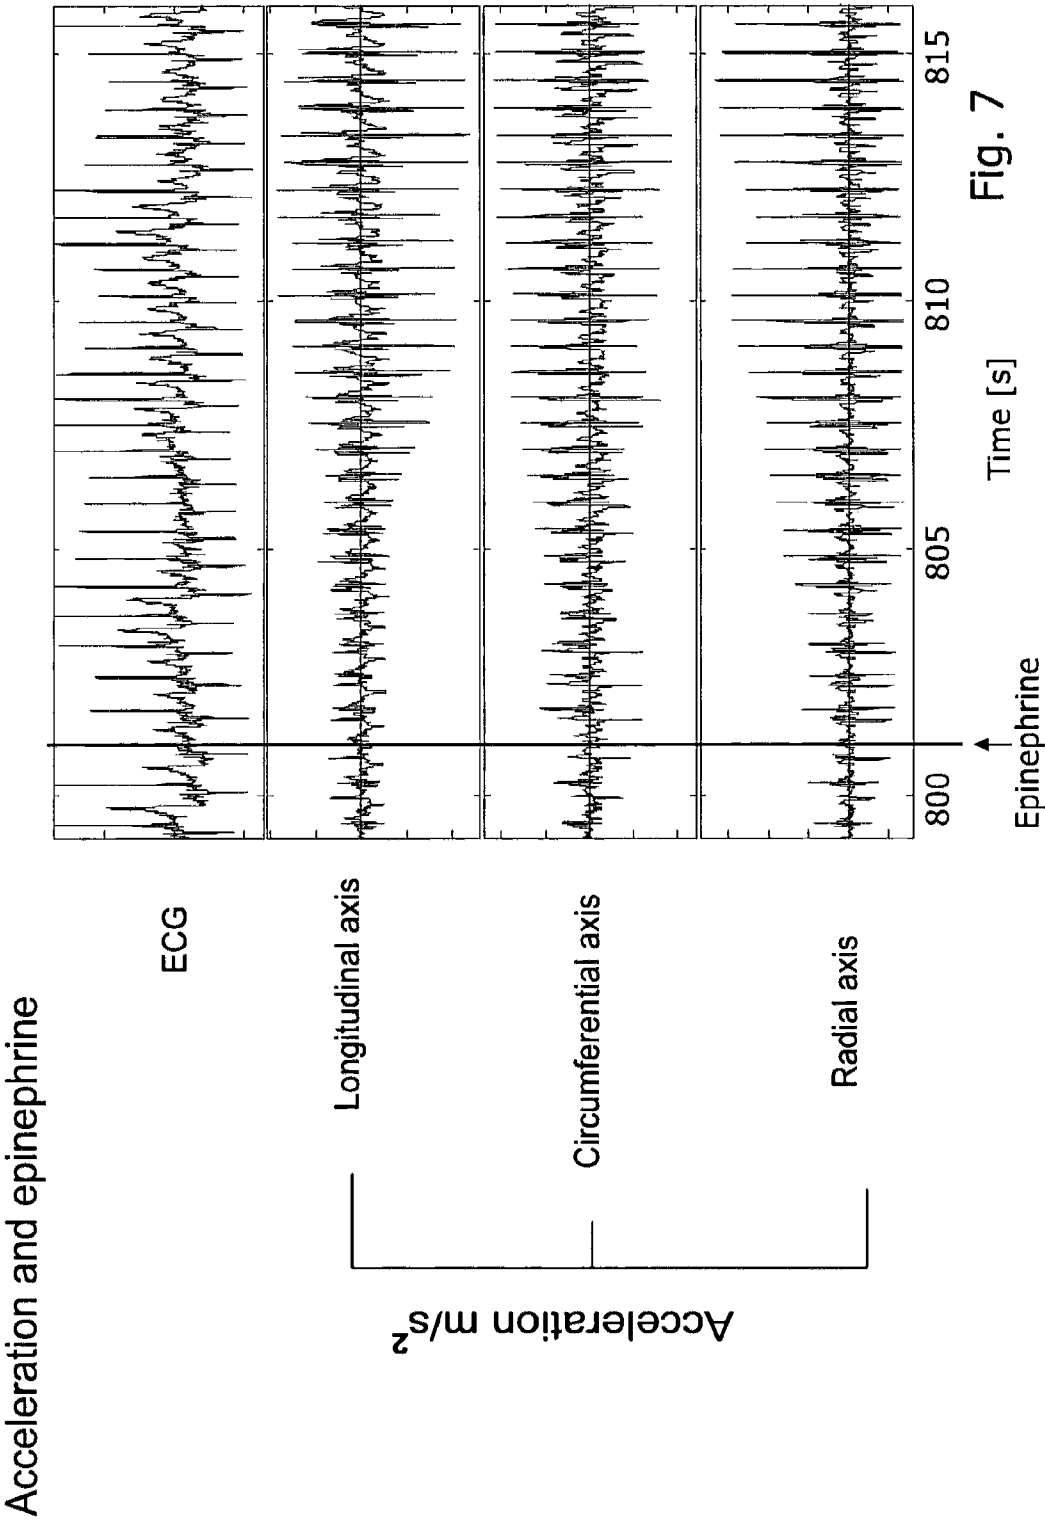 Acceleration and epinephrine
ECG
Longitudinal axis
Circumferential axis
Radial axis
Acceleration m/s²
800
805
810
815
Time [s]
Epinephrine
Fig. 7